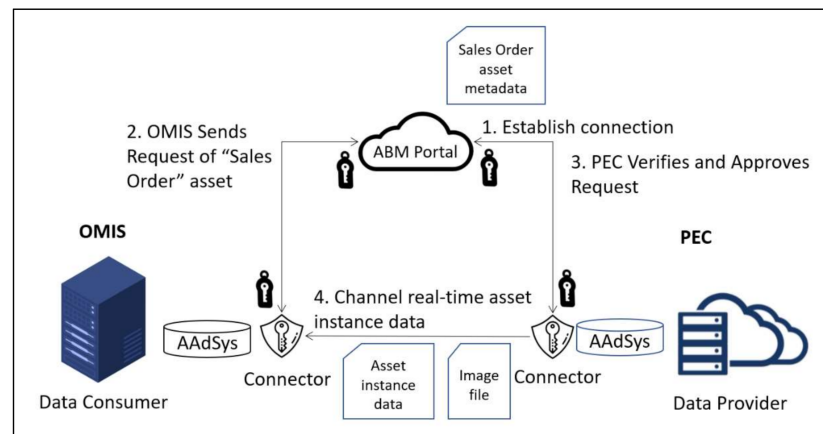 Sales Order
asset
metadata
2. OMIS Sends
Request of “Sales
Order” asset
ABM Portal
1. Establish connection
3. PEC Verifies and Approves
Request
OMIS
PEC
4. Channel real-time asset
instance data
AAdSys
AAdSys
Connector
Asset
instance
data
Image
file
Connector
Data Consumer
Data Provider